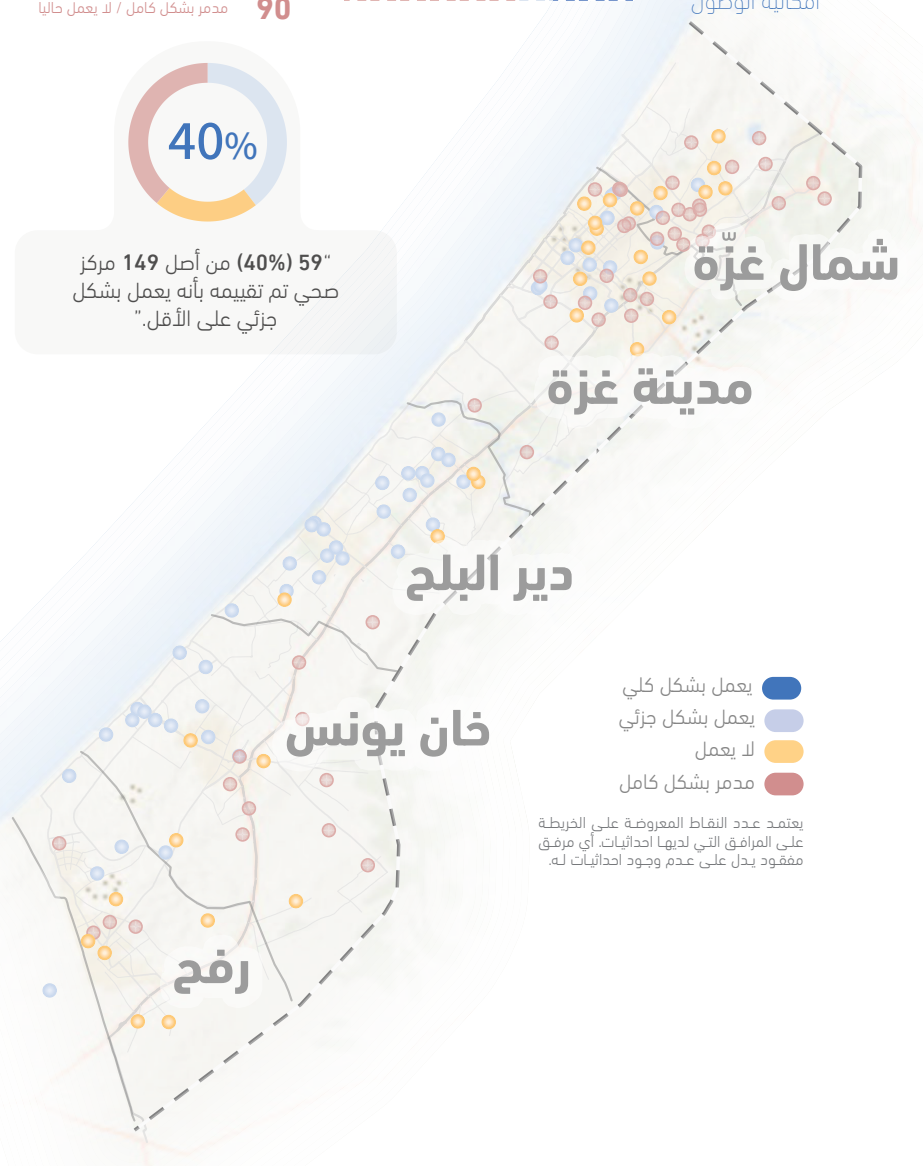 امكانية الوصول
90 مدمر بشكل كامل / لا يعمل حاليا
40%
"59 (40%) من أصل 149 مركز
صحي تم تقييمه بأنه يعمل بشكل
جزئي على الأقل."
شمال غزّة
مدينة غزة
دير البلح
خان يونس
رفح
يعمل بشكل كلي
يعمل بشكل جزئي
لا يعمل
مدمر بشكل كامل
يعتمد عدد النقاط المعروضة على الخريطة
على المرافق التي لديها احداثيات. أي مرفق
مفقود يدل على عدم وجود احداثيات له.